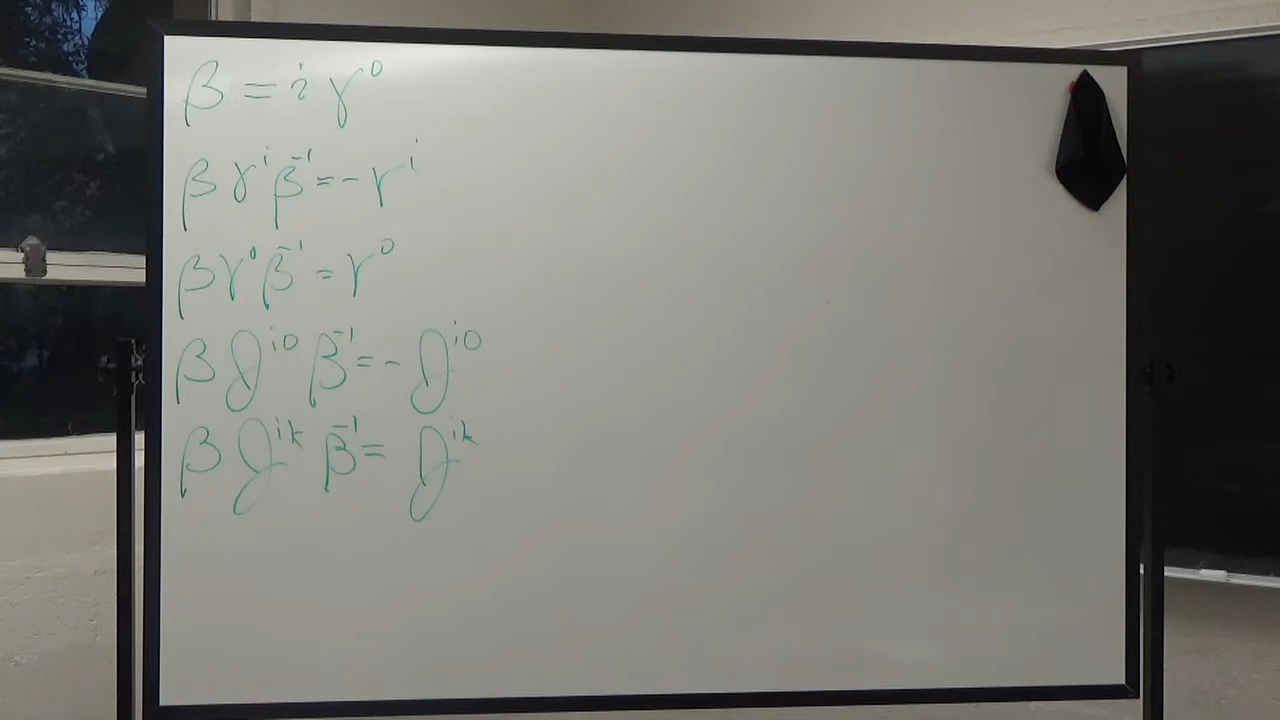 β = i γ⁰
β γⁱ β⁻¹ = - γⁱ
β γ⁰ β⁻¹ = γ⁰
β 𝒥ⁱ⁰ β⁻¹ = - 𝒥ⁱ⁰
β 𝒥ⁱᵏ β⁻¹ = 𝒥ⁱᵏ